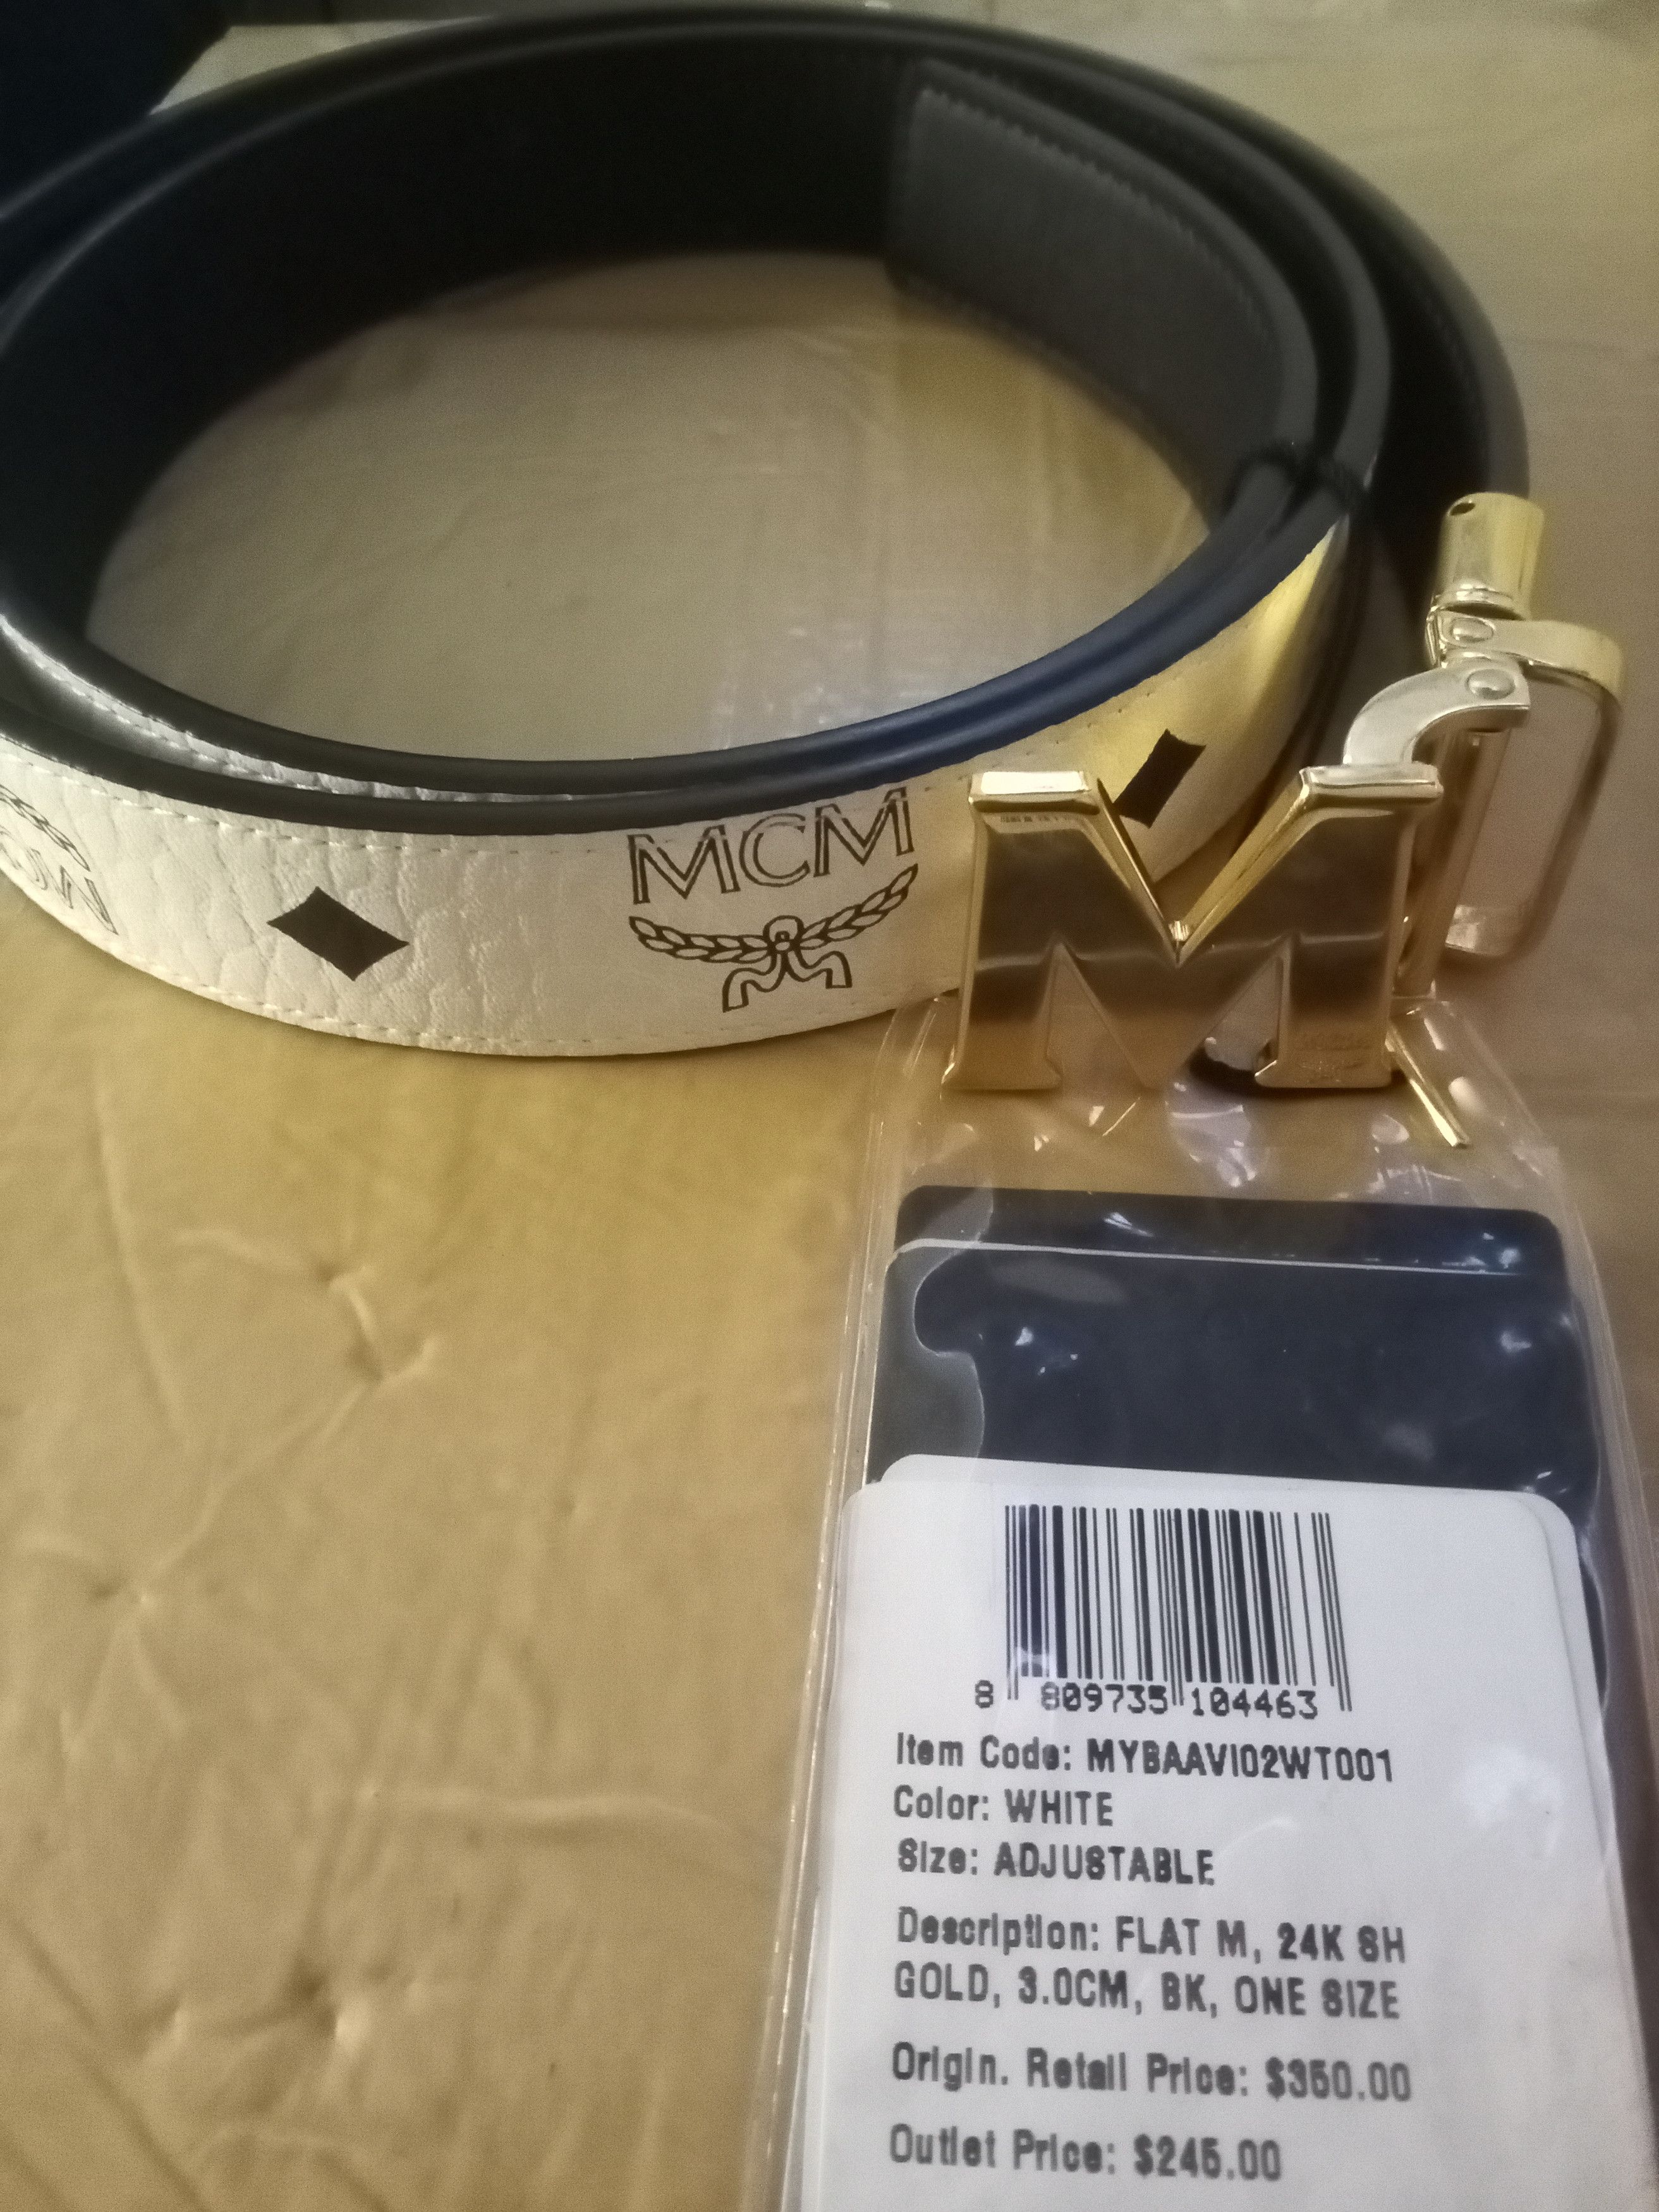 MCM
MCM
8 809735 104463
Item Code: MYBAAVI02WT001
Color: WHITE
Size: ADJUSTABLE
Description: FLAT M, 24K SH
GOLD, 3.0CM, BK, ONE SIZE
Origin. Retail Price: $350.00
Outlet Price: $245.00